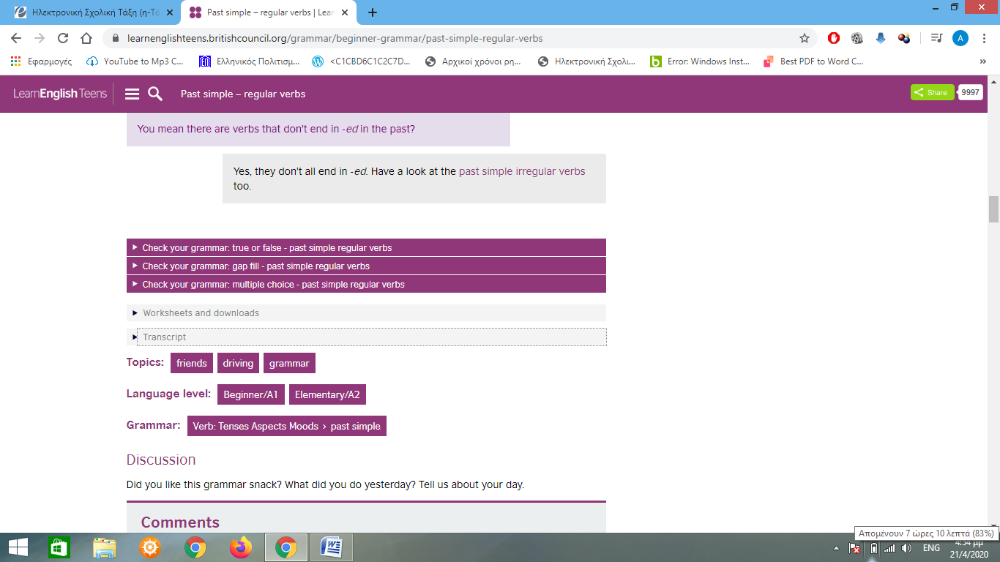 Ηλεκτρονική Σχολική Τάξη (η-Τά
Past simple – regular verbs | Lear
learnenglishteens.britishcouncil.org/grammar/beginner-grammar/past-simple-regular-verbs
A
Εφαρμογές
YouTube to Mp3 C...
Ελληνικός Πολιτισμ...
<C1CBD6C1C2C7D...
Αρχικοί χρόνοι ρη...
Ηλεκτρονική Σχολι...
Error: Windows Inst...
Best PDF to Word C...
»
LearnEnglish Teens
Past simple – regular verbs
Share
9997
You mean there are verbs that don't end in -ed in the past?
Yes, they don't all end in -ed. Have a look at the past simple irregular verbs
too.
Check your grammar: true or false - past simple regular verbs
Check your grammar: gap fill - past simple regular verbs
Check your grammar: multiple choice - past simple regular verbs
Worksheets and downloads
Transcript
Topics: friends driving grammar
Language level: Beginner/A1 Elementary/A2
Grammar: Verb: Tenses Aspects Moods › past simple
Discussion
Did you like this grammar snack? What did you do yesterday? Tell us about your day.
Comments
Απομένουν 7 ώρες 10 λεπτά (83%)
ENG
4:54 μμ
21/4/2020